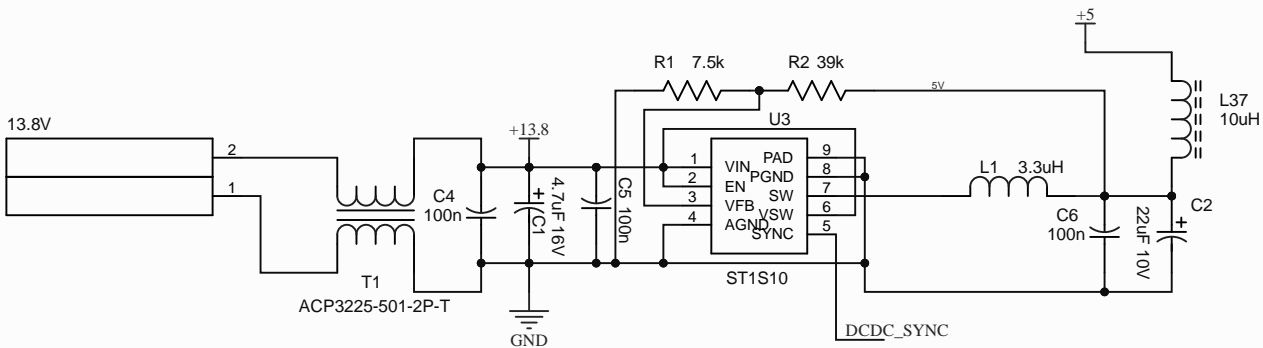 +5
R1 7.5k
R2 39k
5V
L37
10uH
13.8V
+13.8
U3
2
1
C4
100n
C1
4.7uF 16V
C5 100n
1
2
3
4
VIN
EN
VFB
AGND
PAD
PGND
SW
VSW
SYNC
9
8
7
6
5
L1 3.3uH
C6
100n
22uF 10V
C2
T1
ACP3225-501-2P-T
ST1S10
GND
DCDC_SYNC